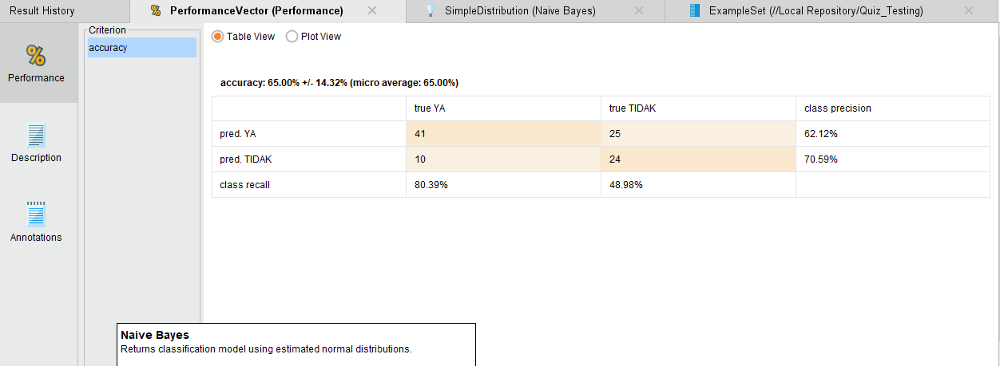 Result History
PerformanceVector (Performance)
SimpleDistribution (Naive Bayes)
ExampleSet (//Local Repository/Quiz_Testing)
%
Performance
Description
Annotations
Criterion
accuracy
Table View
Plot View
accuracy: 65.00% +/- 14.32% (micro average: 65.00%)
true YA true TIDAK class precision
pred. YA 41 25 62.12%
pred. TIDAK 10 24 70.59%
class recall 80.39% 48.98%
Naive Bayes
Returns classification model using estimated normal distributions.